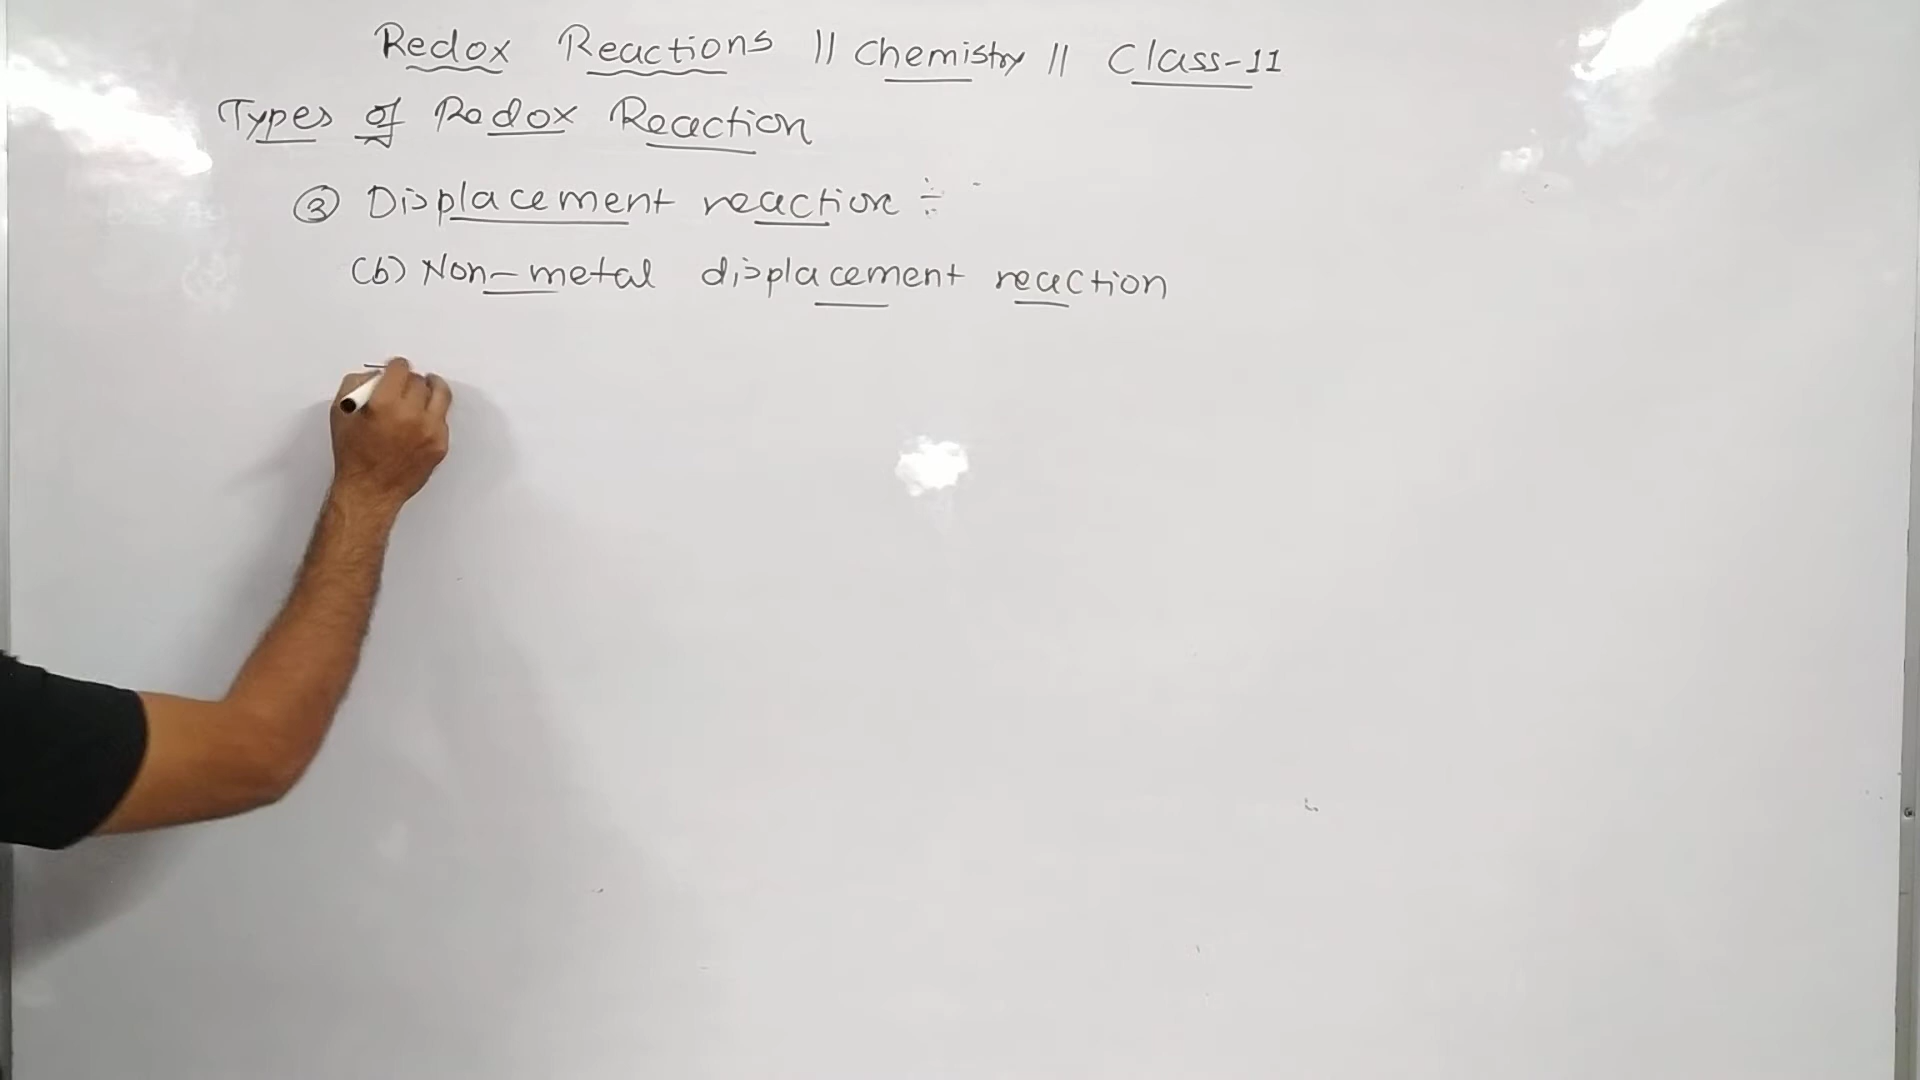 Redox Reactions || Chemistry || Class-11
Types of Redox Reaction
③ Displacement reaction ÷
(b) Non-metal displacement reaction